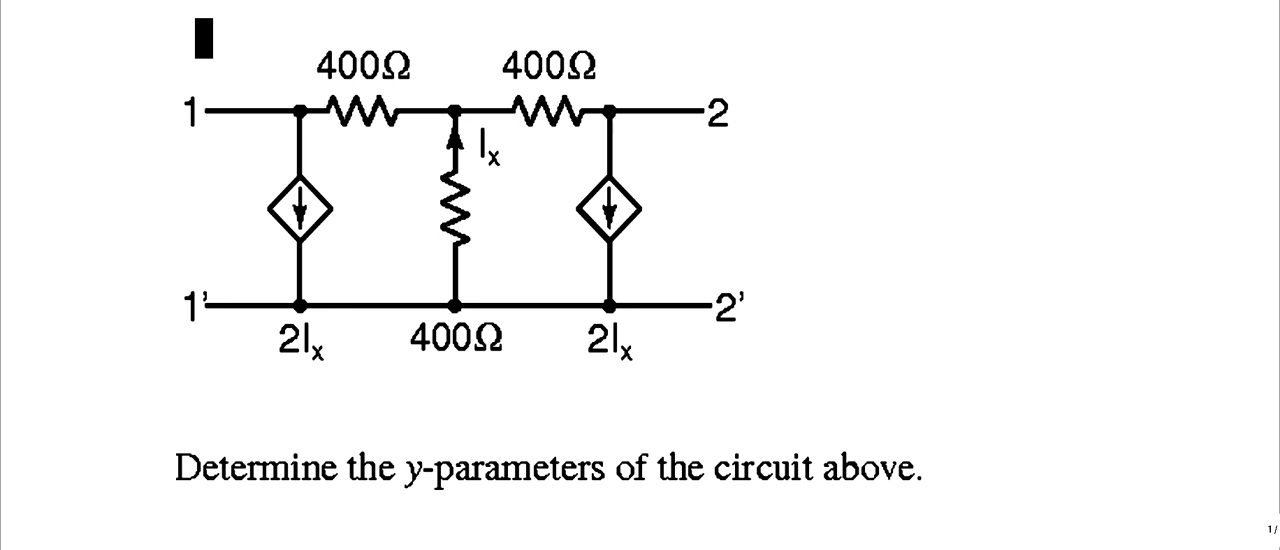 400Ω 400Ω
1 2
Ix
1' 2'
2Ix 400Ω 2Ix
Determine the y-parameters of the circuit above.
1/